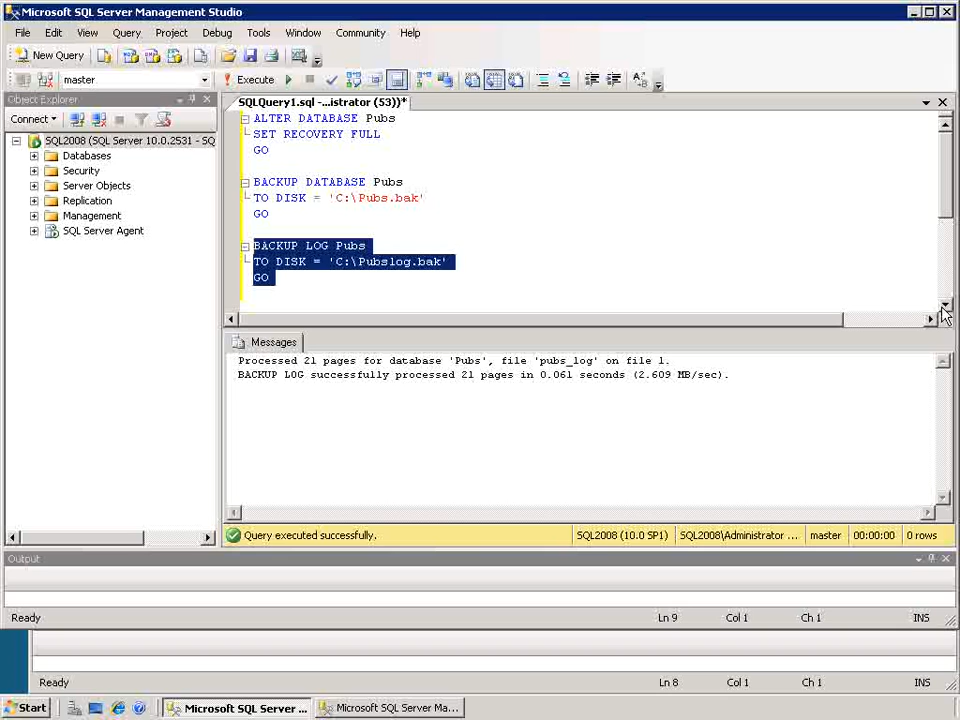 Microsoft SQL Server Management Studio
File Edit View Query Project Debug Tools Window Community Help
New Query
master Execute
Object Explorer
Connect
SQL2008 (SQL Server 10.0.2531 - SQ
Databases
Security
Server Objects
Replication
Management
SQL Server Agent
SQLQuery1.sql -...istrator (53))*
ALTER DATABASE Pubs
SET RECOVERY FULL
GO
BACKUP DATABASE Pubs
TO DISK = 'C:\Pubs.bak'
GO
BACKUP LOG Pubs
TO DISK = 'C:\Pubslog.bak'
GO
Messages
Processed 21 pages for database 'Pubs', file 'pubs_log' on file 1.
BACKUP LOG successfully processed 21 pages in 0.061 seconds (2.609 MB/sec).
Query executed successfully. SQL2008 (10.0 SP1) SQL2008\Administrator ... master 00:00:00 0 rows
Output
Ready Ln 9 Col 1 Ch 1 INS
Ready Ln 8 Col 1 Ch 1 INS
Start Microsoft SQL Server ... Microsoft SQL Server Ma...